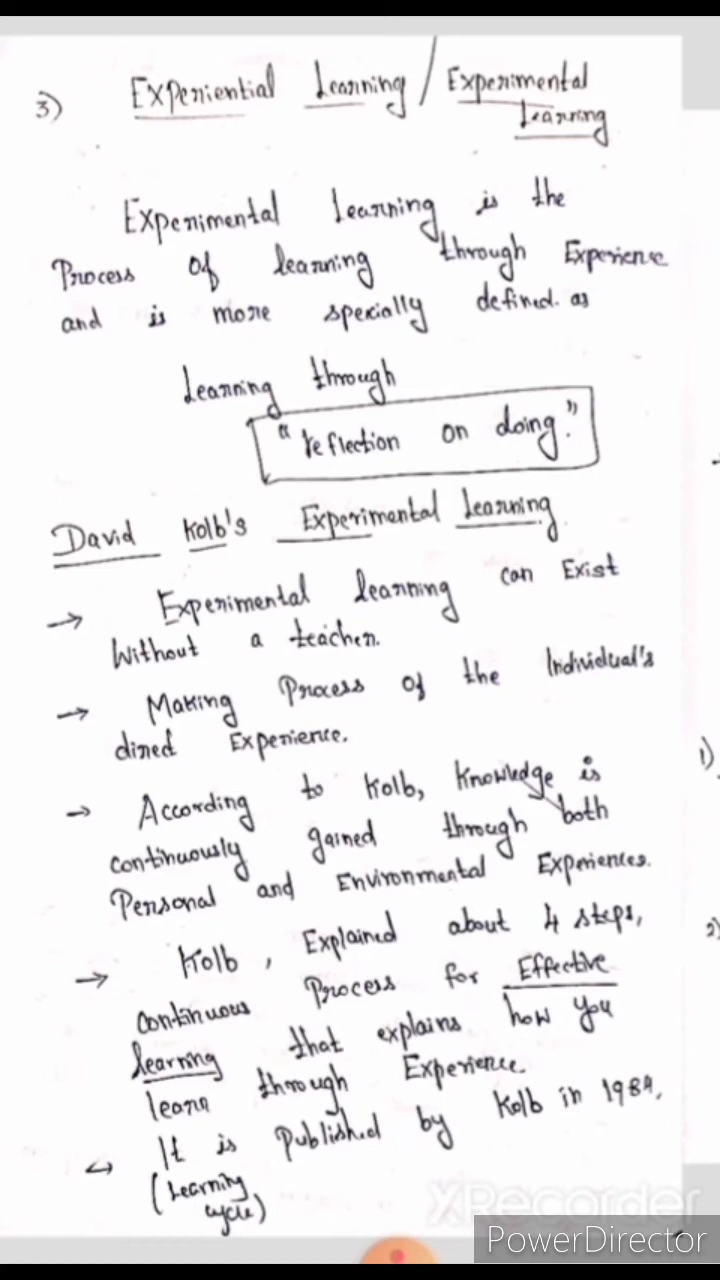 3) Experiential Learning / Experimental
Learning
Experimental Learning is the
Process of learning through Experience
and is more specially defined as
Learning through
"reflection on doing."
David Kolb's Experimental Learning
→ Experimental learning can Exist
Without a teacher.
→ Making Process of the Individual's
dired Experience.
→ According to Kolb, Knowledge is
continuously gained through both
Personal and Environmental Experiences.
→ Kolb, Explained about 4 steps,
continuous Process for Effective
learning that explains how you
learn through Experience.
↪ It is Published by Kolb in 1984.
(Learning
cycle)
1)
2)
XRecorder
PowerDirector